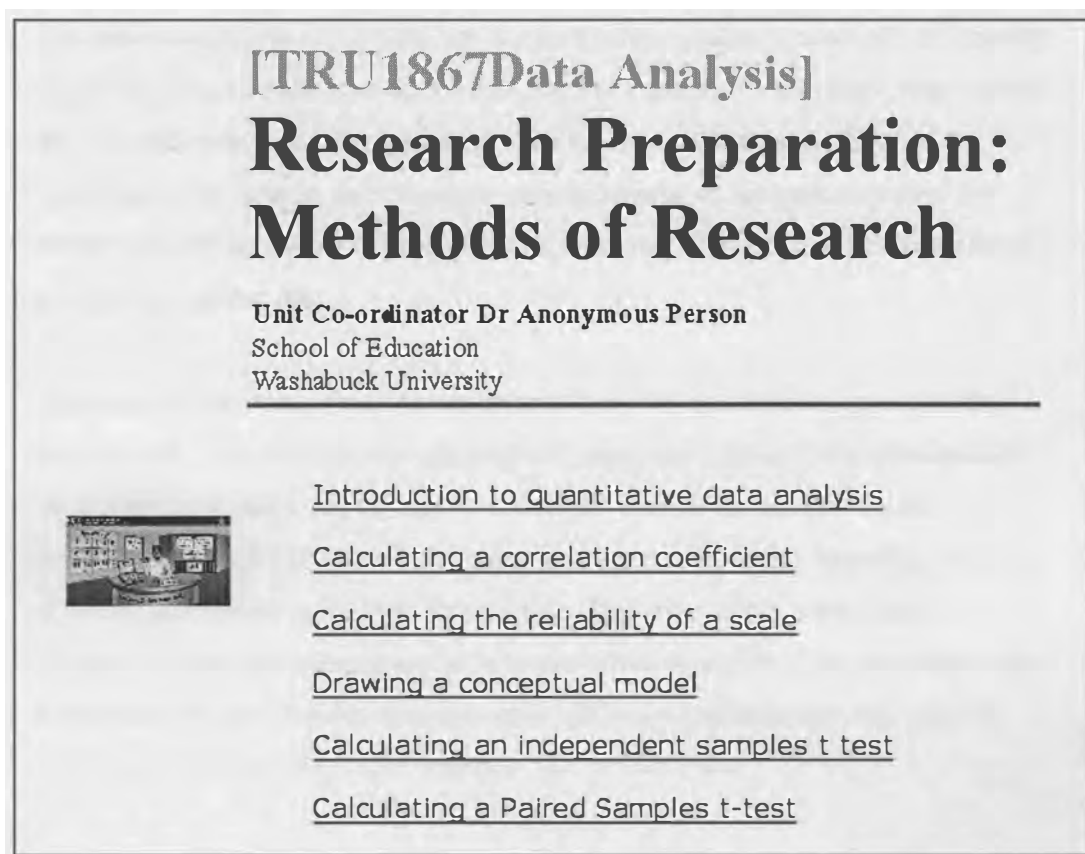 [TRU1867Data Analysis]
Research Preparation:
Methods of Research
Unit Co-ordinator Dr Anonymous Person
School of Education
Washabuck University
Introduction to quantitative data analysis
Calculating a correlation coefficient
Calculating the reliability of a scale
Drawing a conceptual model
Calculating an independent samples t test
Calculating a Paired Samples t-test